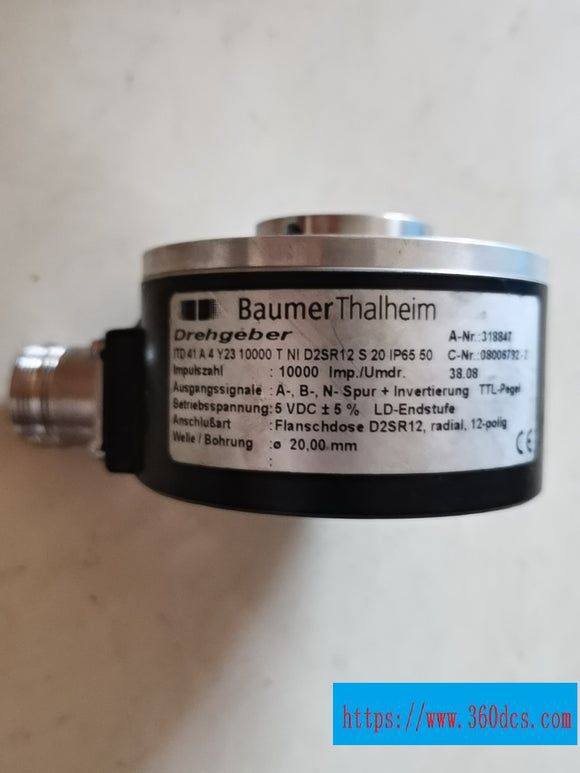 BaumerThalheim
Drehgeber A-Nr.:318847
ITD 41 A 4 Y23 10000 T NI D2SR12 S 20 IP65 50 C-Nr.:08006792-2
Impulszahl : 10000 Imp./Umdr. 38.08
Ausgangssignale : A-, B-, N- Spur + Invertierung TTL-Pegel
Betriebsspannung: 5 VDC ± 5 % LD-Endstufe
Anschlußart : Flanschdose D2SR12, radial, 12-polig
Welle / Bohrung : ø 20,00 mm
:
CE
https://www.360dcs.com